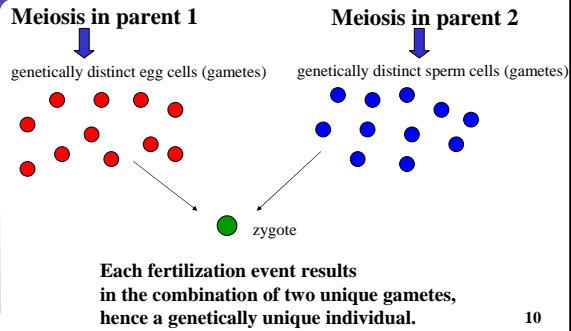 Meiosis in parent 1
Meiosis in parent 2
genetically distinct egg cells (gametes)
genetically distinct sperm cells (gametes)
zygote
Each fertilization event results
in the combination of two unique gametes,
hence a genetically unique individual.
10